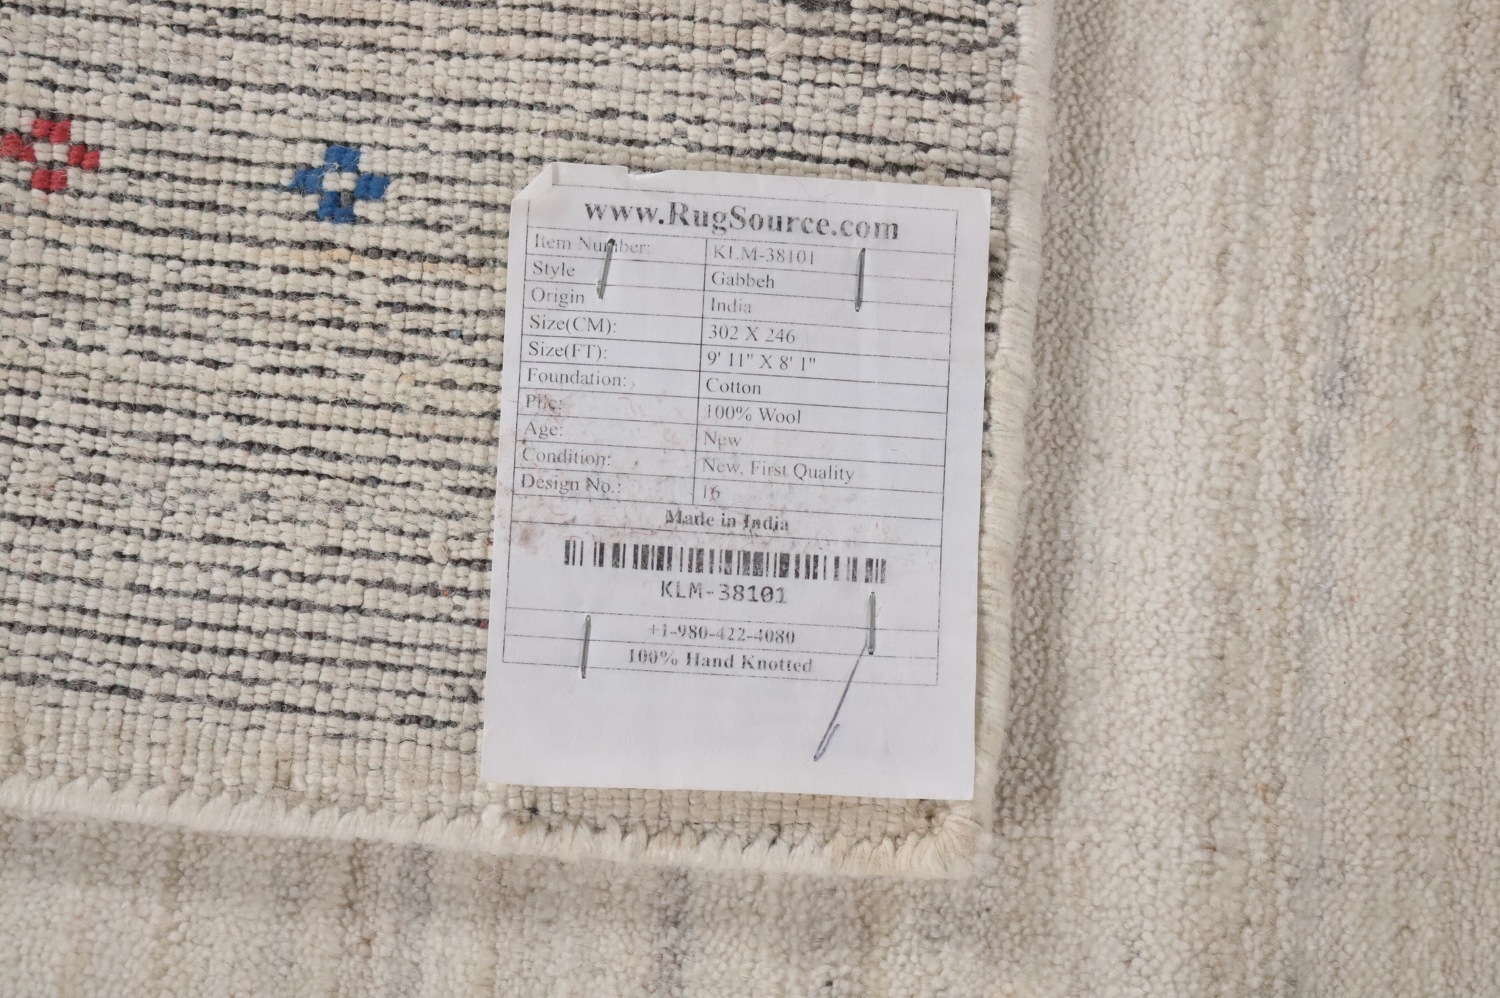 www.RugSource.com
Item Number: KLM-38101
Style Gabbeh
Origin India
Size(CM): 302 X 246
Size(FT): 9' 11" X 8' 1"
Foundation: Cotton
Pile: 100% Wool
Age: New
Condition: New, First Quality
Design No.: 16
Made in India
KLM-38101
+1-980-422-4080
100% Hand Knotted